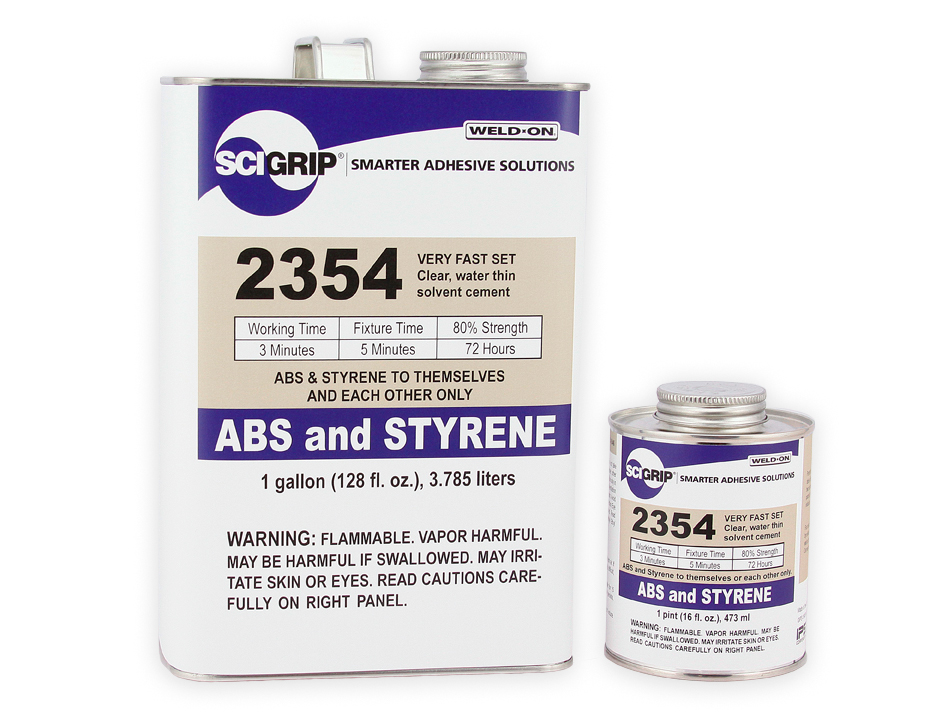 WELD-ON
SCIGRIP® SMARTER ADHESIVE SOLUTIONS
2354
VERY FAST SET
Clear, water thin
solvent cement
Working Time Fixture Time 80% Strength
3 Minutes 5 Minutes 72 Hours
ABS & STYRENE TO THEMSELVES
AND EACH OTHER ONLY
ABS and STYRENE
1 gallon (128 fl. oz.), 3.785 liters
WARNING: FLAMMABLE. VAPOR HARMFUL.
MAY BE HARMFUL IF SWALLOWED. MAY IRRI-
TATE SKIN OR EYES. READ CAUTIONS CARE-
FULLY ON RIGHT PANEL.
WELD-ON
SCIGRIP® SMARTER ADHESIVE SOLUTIONS
2354
VERY FAST SET
Clear, water thin
solvent cement
Working Time Fixture Time 80% Strength
3 Minutes 5 Minutes 72 Hours
ABS and Styrene to themselves or each other only.
ABS and STYRENE
1 pint (16 fl. oz.), 473 ml
WARNING: FLAMMABLE. VAPOR HARMFUL. MAY BE
HARMFUL IF SWALLOWED. MAY IRRITATE SKIN OR EYES.
READ CAUTIONS CAREFULLY ON RIGHT PANEL.